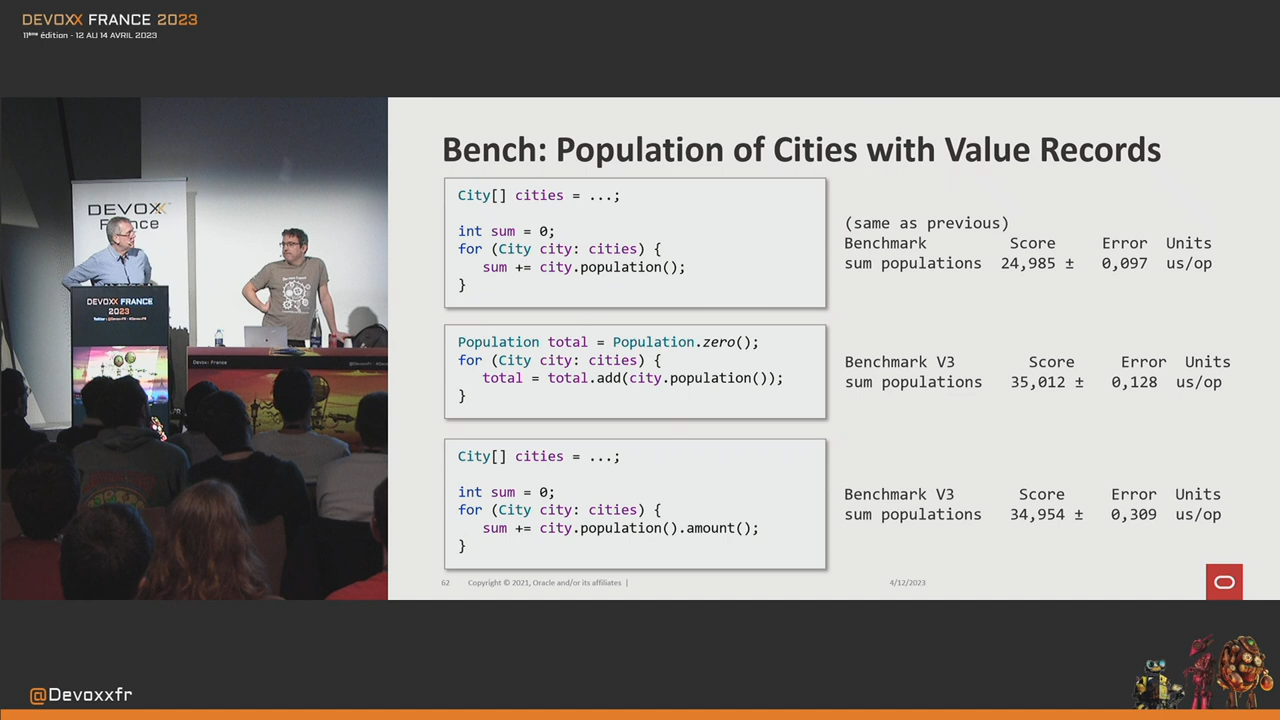 DEVOXX FRANCE 2023
11ème édition - 12 AU 14 AVRIL 2023
DEVOXX
France
DEVOXX FRANCE
2023
Devoxx France
Bench: Population of Cities with Value Records
City[] cities = ...;
int sum = 0;
for (City city: cities) {
sum += city.population();
}
(same as previous)
Benchmark Score Error Units
sum populations 24,985 ± 0,097 us/op
Population total = Population.zero();
for (City city: cities) {
total = total.add(city.population());
}
Benchmark V3 Score Error Units
sum populations 35,012 ± 0,128 us/op
City[] cities = ...;
int sum = 0;
for (City city: cities) {
sum += city.population().amount();
}
Benchmark V3 Score Error Units
sum populations 34,954 ± 0,309 us/op
62 Copyright © 2021, Oracle and/or its affiliates |
4/12/2023
@Devoxxfr